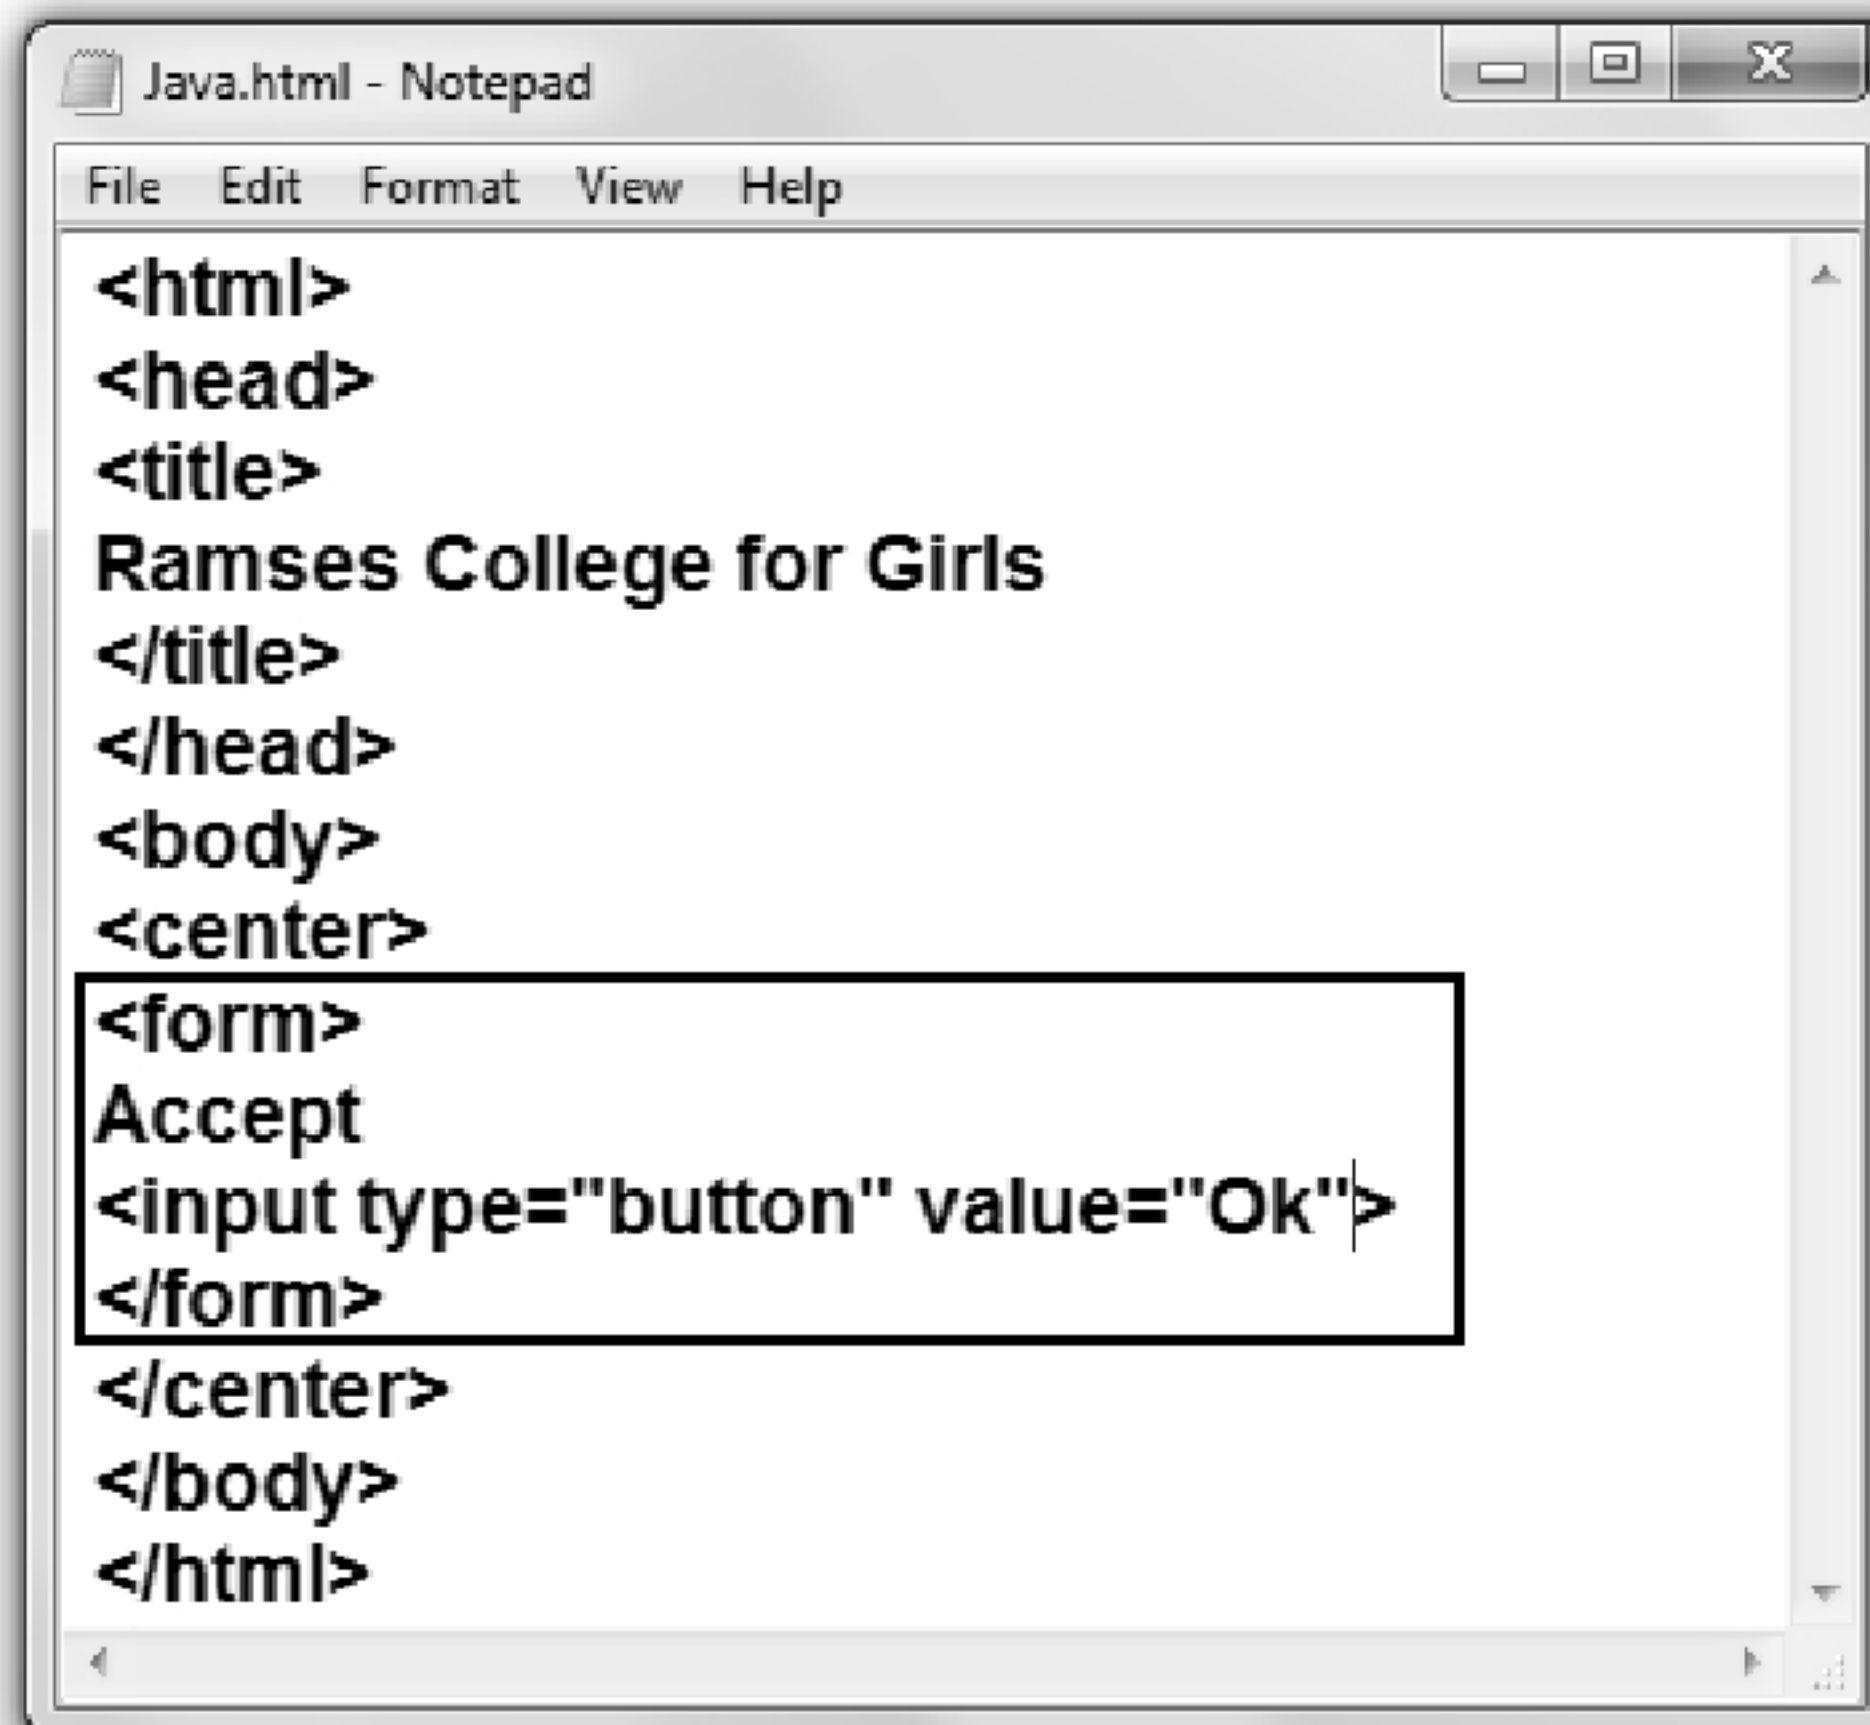 Java.html - Notepad
File Edit Format View Help
<html>
<head>
<title>
Ramses College for Girls
</title>
</head>
<body>
<center>
<form>
Accept
<input type="button" value="Ok">
</form>
</center>
</body>
</html>